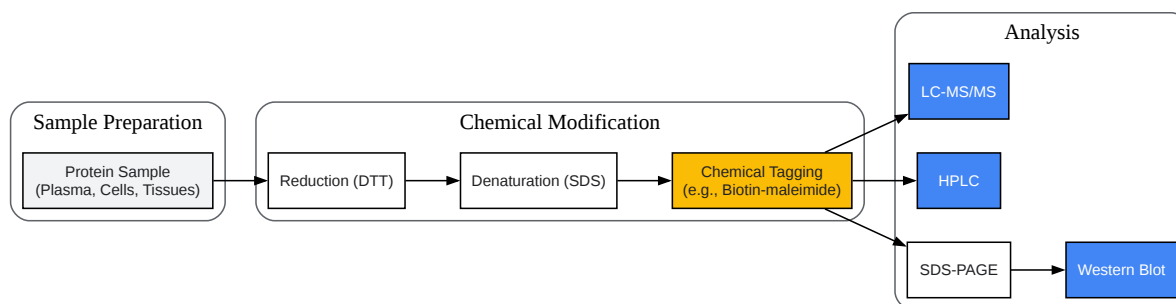 Sample Preparation
Protein Sample
(Plasma, Cells, Tissues)
Chemical Modification
Reduction (DTT)
Denaturation (SDS)
Chemical Tagging
(e.g., Biotin-maleimide)
Analysis
LC-MS/MS
HPLC
SDS-PAGE
Western Blot